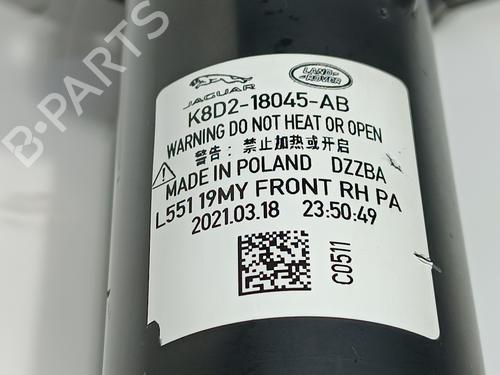 JAGUAR
LAND-
ROVER
K8D2-18045-AB
WARNING DO NOT HEAT OR OPEN
警告: 禁止加热或开启
MADE IN POLAND DZZBA
L551 19MY FRONT RH PA
2021.03.18 23:50:49
C0511
B-PARTS